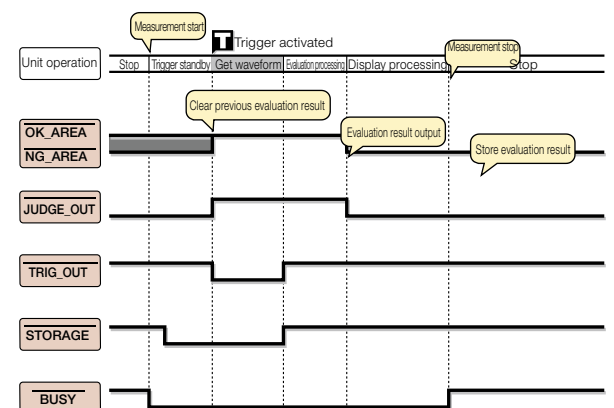 Measurement start
T Trigger activated
Measurement stop
Unit operation
Stop Trigger standby Get waveform Evaluation processing Display processing Stop
Clear previous evaluation result
OK_AREA
NG_AREA
Evaluation result output
Store evaluation result
JUDGE_OUT
TRIG_OUT
STORAGE
BUSY